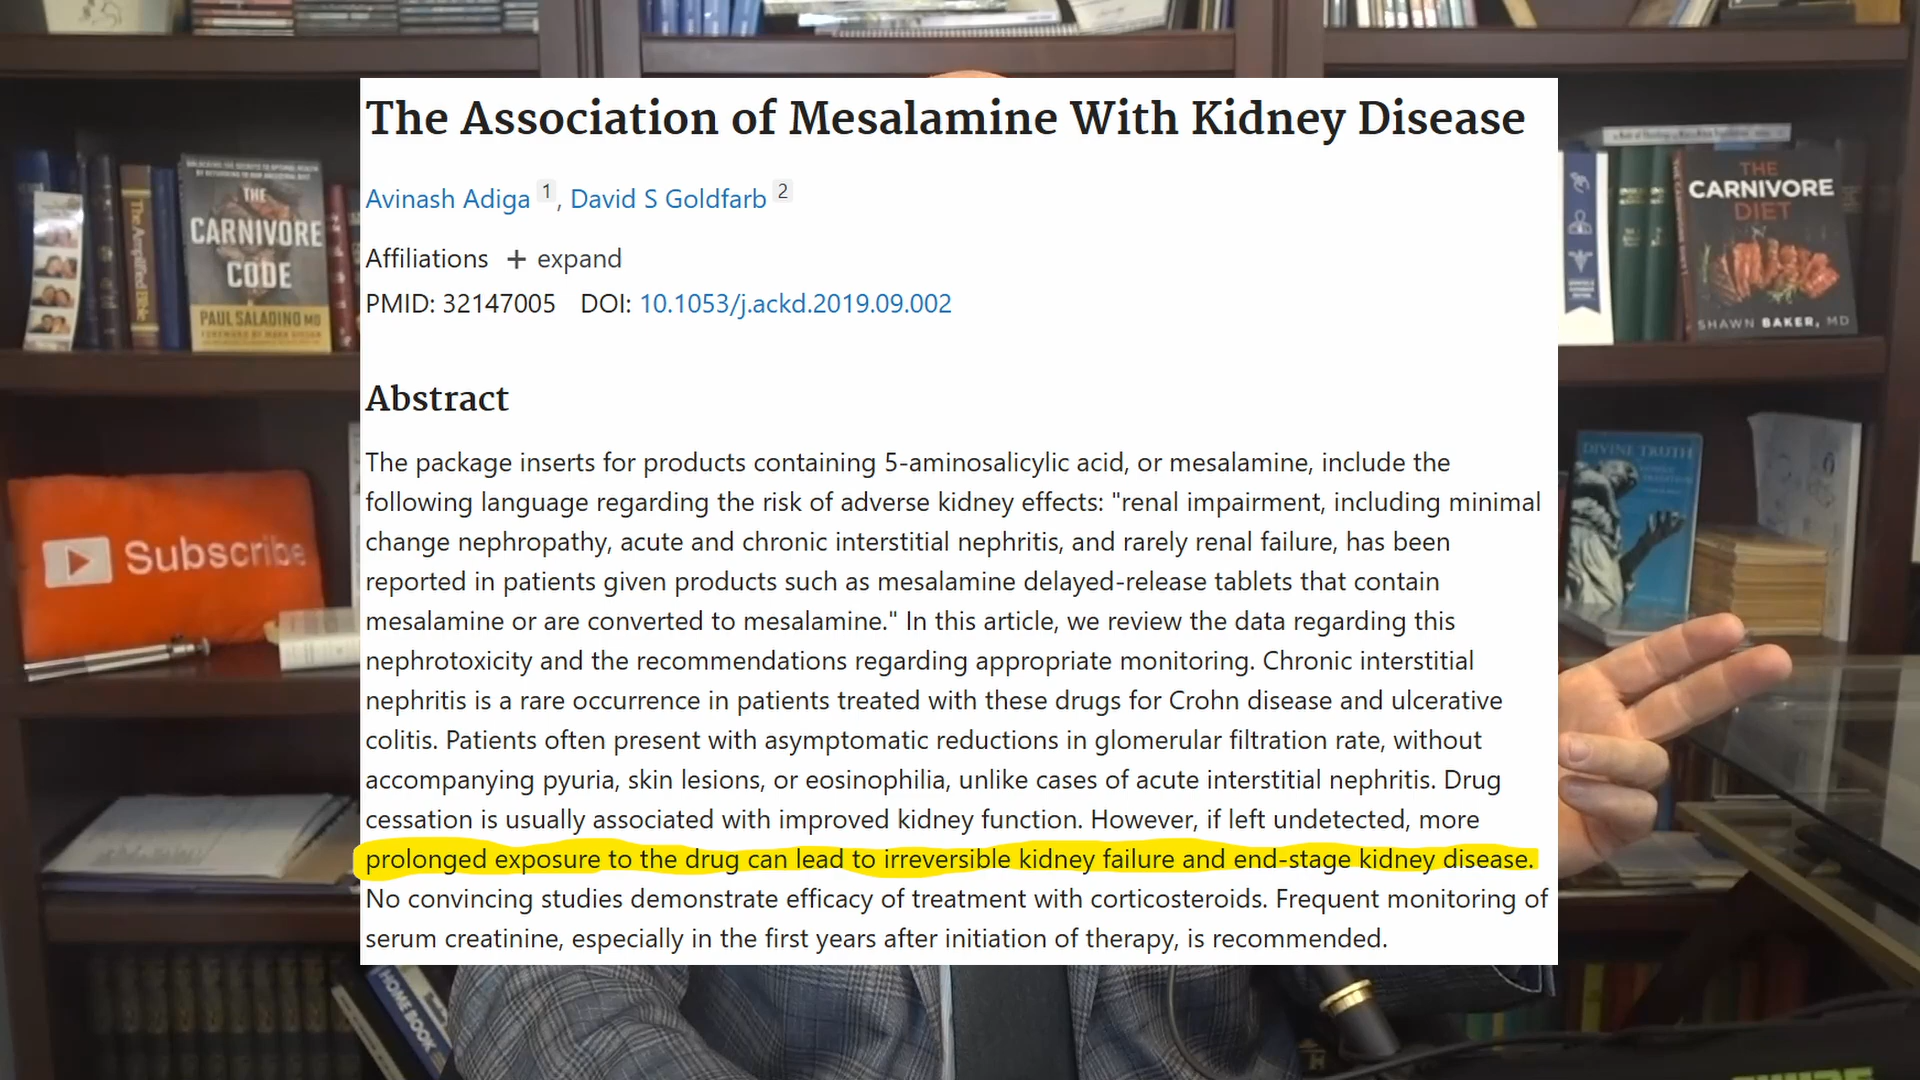 The Association of Mesalamine With Kidney Disease
Avinash Adiga 1, David S Goldfarb 2
Affiliations + expand
PMID: 32147005 DOI: 10.1053/j.ackd.2019.09.002
Abstract
The package inserts for products containing 5-aminosalicylic acid, or mesalamine, include the
following language regarding the risk of adverse kidney effects: "renal impairment, including minimal
change nephropathy, acute and chronic interstitial nephritis, and rarely renal failure, has been
reported in patients given products such as mesalamine delayed-release tablets that contain
mesalamine or are converted to mesalamine." In this article, we review the data regarding this
nephrotoxicity and the recommendations regarding appropriate monitoring. Chronic interstitial
nephritis is a rare occurrence in patients treated with these drugs for Crohn disease and ulcerative
colitis. Patients often present with asymptomatic reductions in glomerular filtration rate, without
accompanying pyuria, skin lesions, or eosinophilia, unlike cases of acute interstitial nephritis. Drug
cessation is usually associated with improved kidney function. However, if left undetected, more
prolonged exposure to the drug can lead to irreversible kidney failure and end-stage kidney disease.
No convincing studies demonstrate efficacy of treatment with corticosteroids. Frequent monitoring of
serum creatinine, especially in the first years after initiation of therapy, is recommended.
The Amplified Bible
THE
CARNIVORE
CODE
PAUL SALADINO MD
Subscribe
HOME BOOK
THE
CARNIVORE
DIET
SHAWN BAKER, MD
DIVINE TRUTH